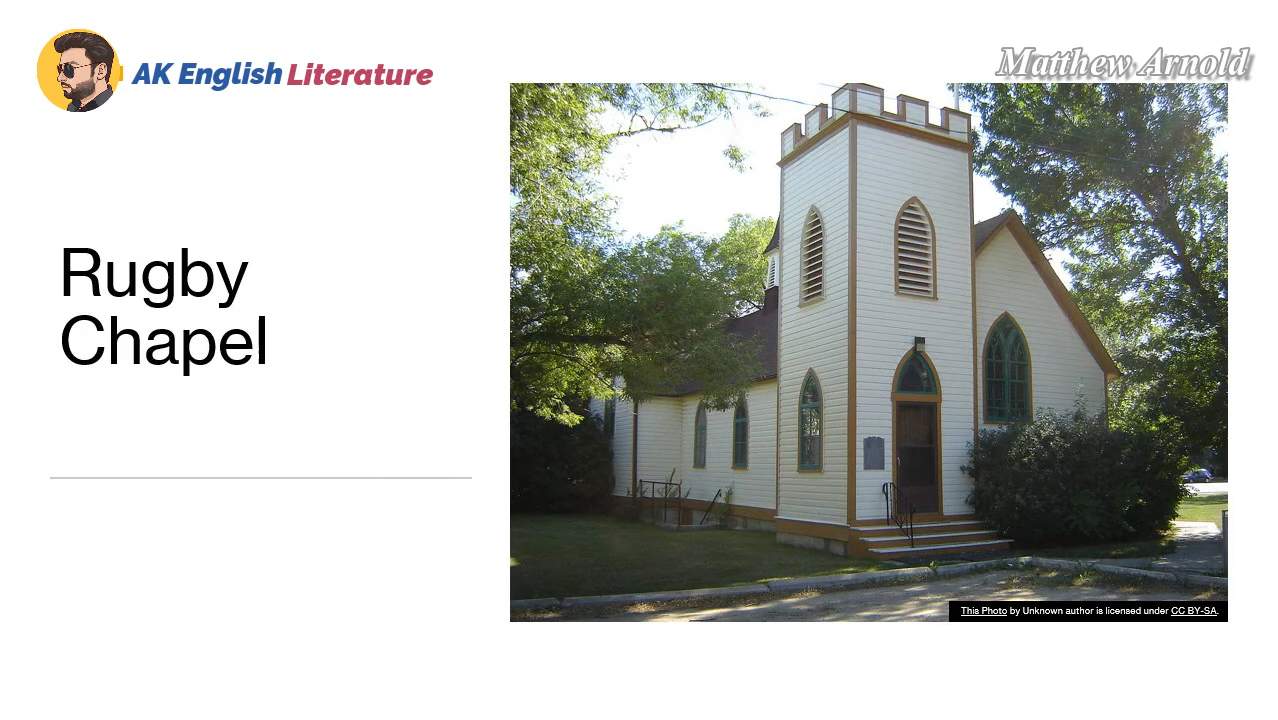 AK English Literature
Matthew Arnold
Rugby
Chapel
This Photo by Unknown author is licensed under CC BY-SA.